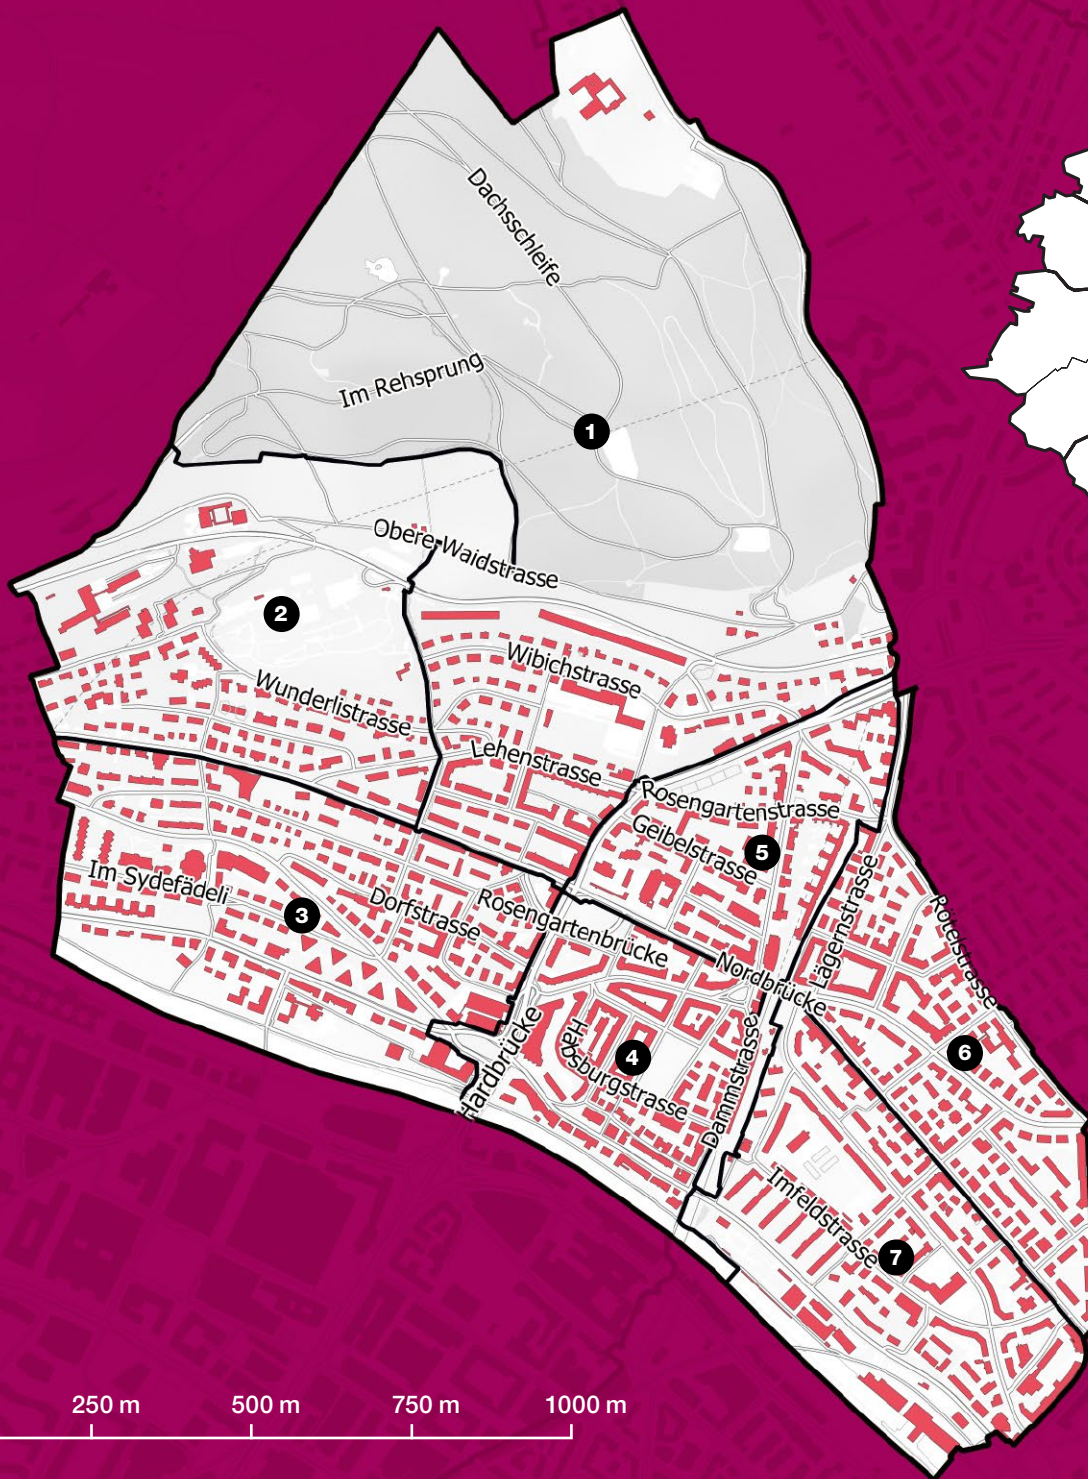 Dachsschleife
Im Rehsprung
1
Obere Waidstrasse
2
Wibichstrasse
Wunderlistrasse
Lehenstrasse
Rosengartenstrasse
Geibelstrasse
5
Im Sydefädeli
Dorfstrasse
3
Rosengartenbrücke
Lägernstrasse
Rötelstrasse
Nordbrücke
Hardbrücke
Habsburgstrasse
4
Dammstrasse
6
Imfeldstrasse
7
250 m 500 m 750 m 1000 m